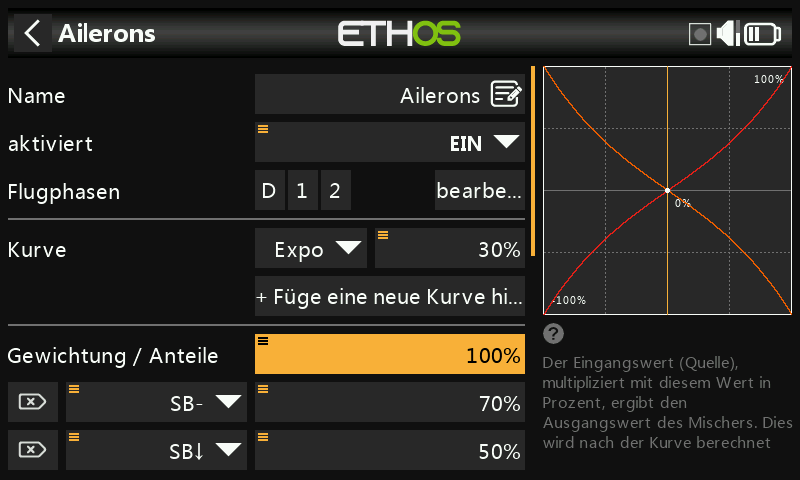 Ailerons
ETHOS
Name
Ailerons
aktiviert
EIN
Flugphasen
D 1 2
bearbe...
Kurve
Expo
30%
+ Füge eine neue Kurve hi...
Gewichtung / Anteile
100%
SB-
70%
SB↓
50%
100%
0%
-100%
?
Der Eingangswert (Quelle),
multipliziert mit diesem Wert in
Prozent, ergibt den
Ausgangswert des Mischers. Dies
wird nach der Kurve berechnet